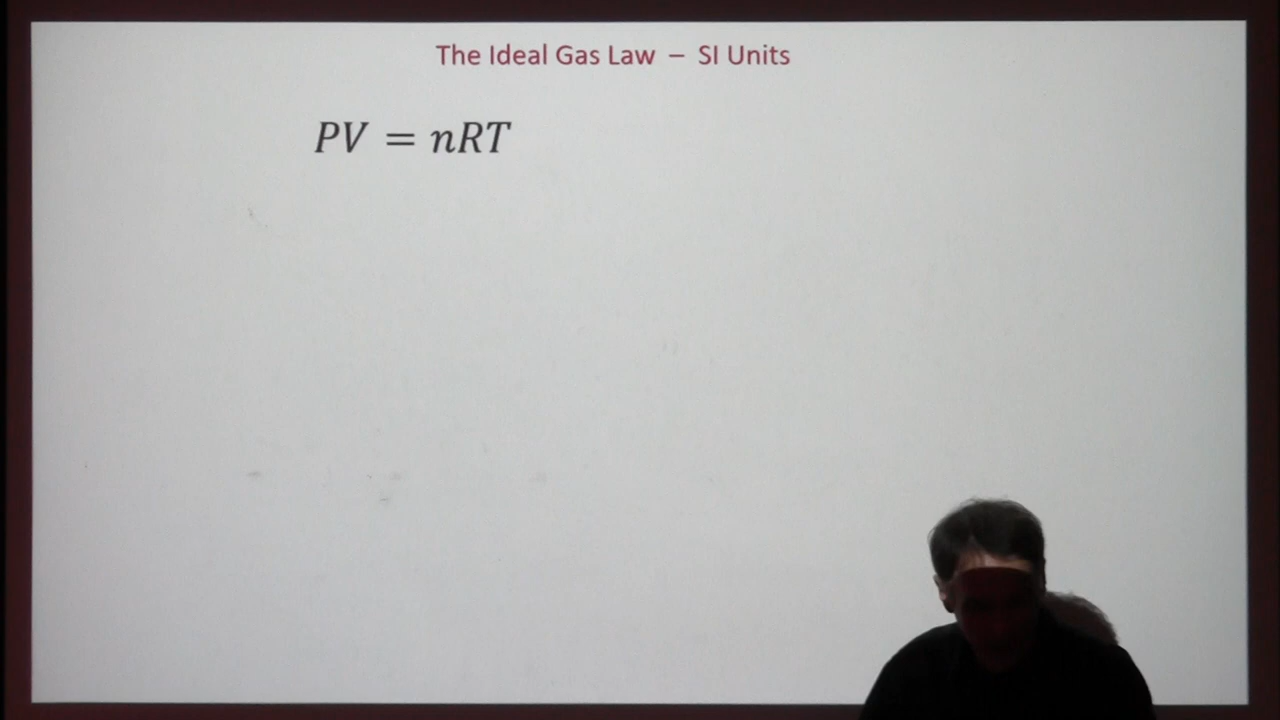 The Ideal Gas Law – SI Units
PV = nRT